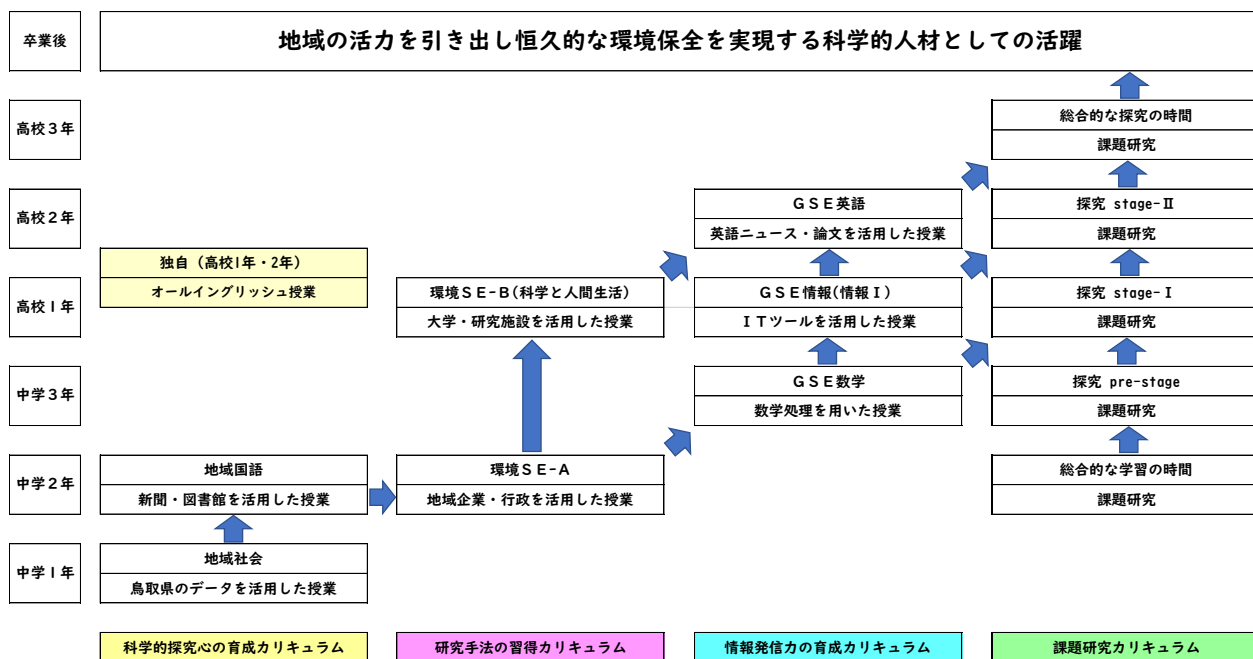 卒業後
地域の活力を引き出し恒久的な環境保全を実現する科学的人材としての活躍
高校３年
総合的な探究の時間
課題研究
高校２年
ＧＳＥ英語
英語ニュース・論文を活用した授業
探究 stage-Ⅱ
課題研究
独自（高校1年・2年）
オールイングリッシュ授業
高校１年
環境ＳＥ-Ｂ(科学と人間生活)
大学・研究施設を活用した授業
ＧＳＥ情報(情報Ⅰ)
ＩＴツールを活用した授業
探究 stage-Ⅰ
課題研究
中学３年
ＧＳＥ数学
数学処理を用いた授業
探究 pre-stage
課題研究
中学２年
地域国語
新聞・図書館を活用した授業
環境ＳＥ-Ａ
地域企業・行政を活用した授業
総合的な学習の時間
課題研究
中学１年
地域社会
鳥取県のデータを活用した授業
科学的探究心の育成カリキュラム
研究手法の習得カリキュラム
情報発信力の育成カリキュラム
課題研究カリキュラム